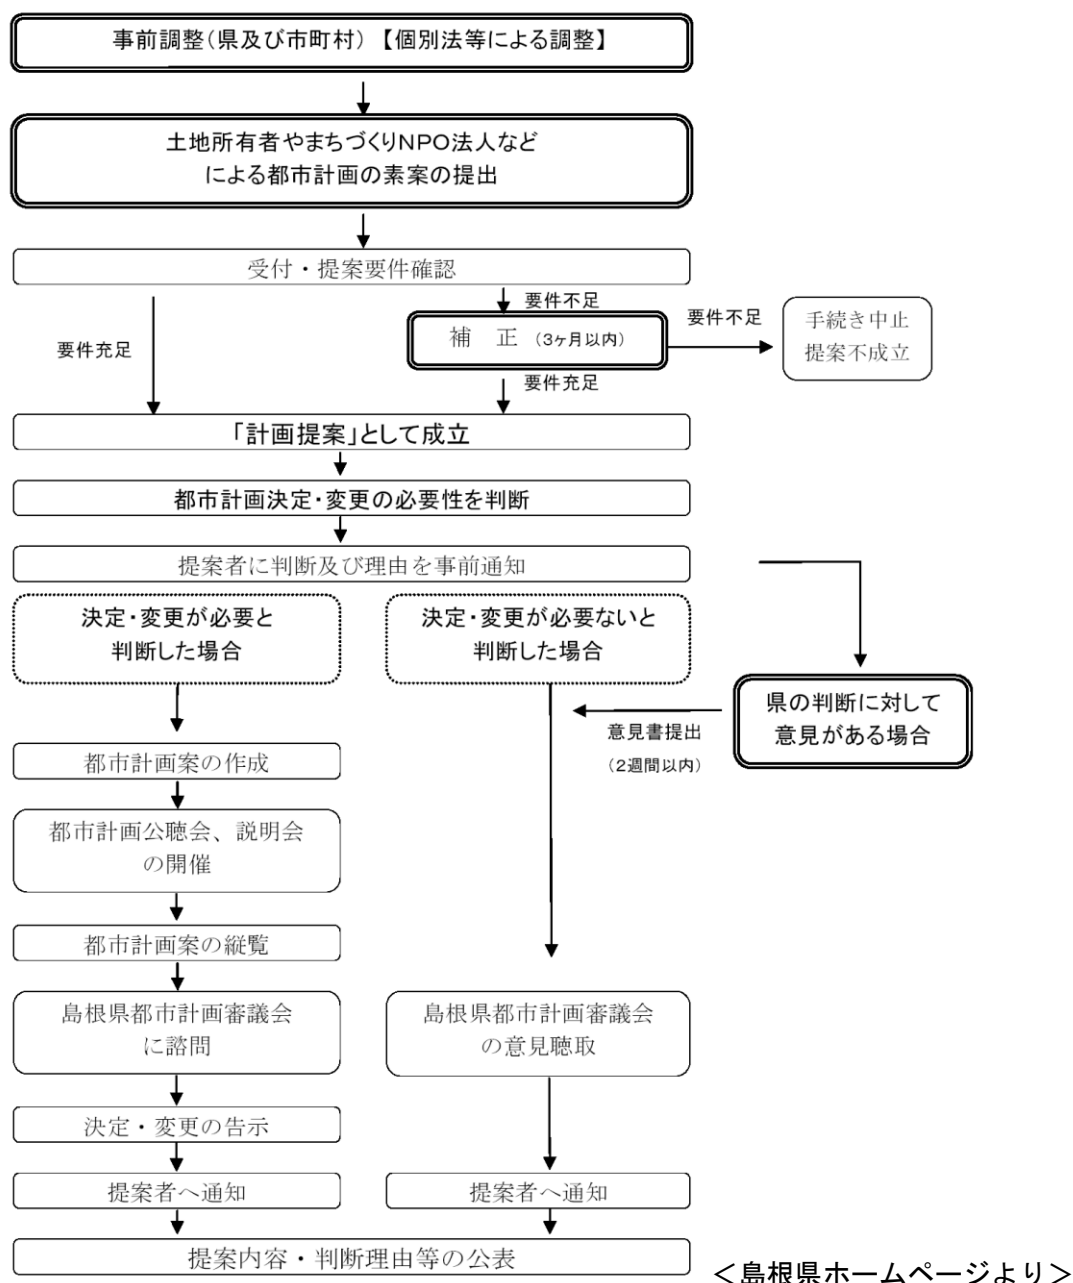 事前調整(県及び市町村)【個別法等による調整】
土地所有者やまちづくりNPO法人など
による都市計画の素案の提出
受付・提案要件確認
要件不足
要件充足
補　正（3ヶ月以内）
要件不足
手続き中止
提案不成立
要件充足
「計画提案」として成立
都市計画決定・変更の必要性を判断
提案者に判断及び理由を事前通知
決定・変更が必要と
判断した場合
決定・変更が必要ないと
判断した場合
県の判断に対して
意見がある場合
意見書提出
（2週間以内）
都市計画案の作成
都市計画公聴会、説明会
の開催
都市計画案の縦覧
島根県都市計画審議会
に諮問
島根県都市計画審議会
の意見聴取
決定・変更の告示
提案者へ通知
提案者へ通知
提案内容・判断理由等の公表
＜島根県ホームページより＞